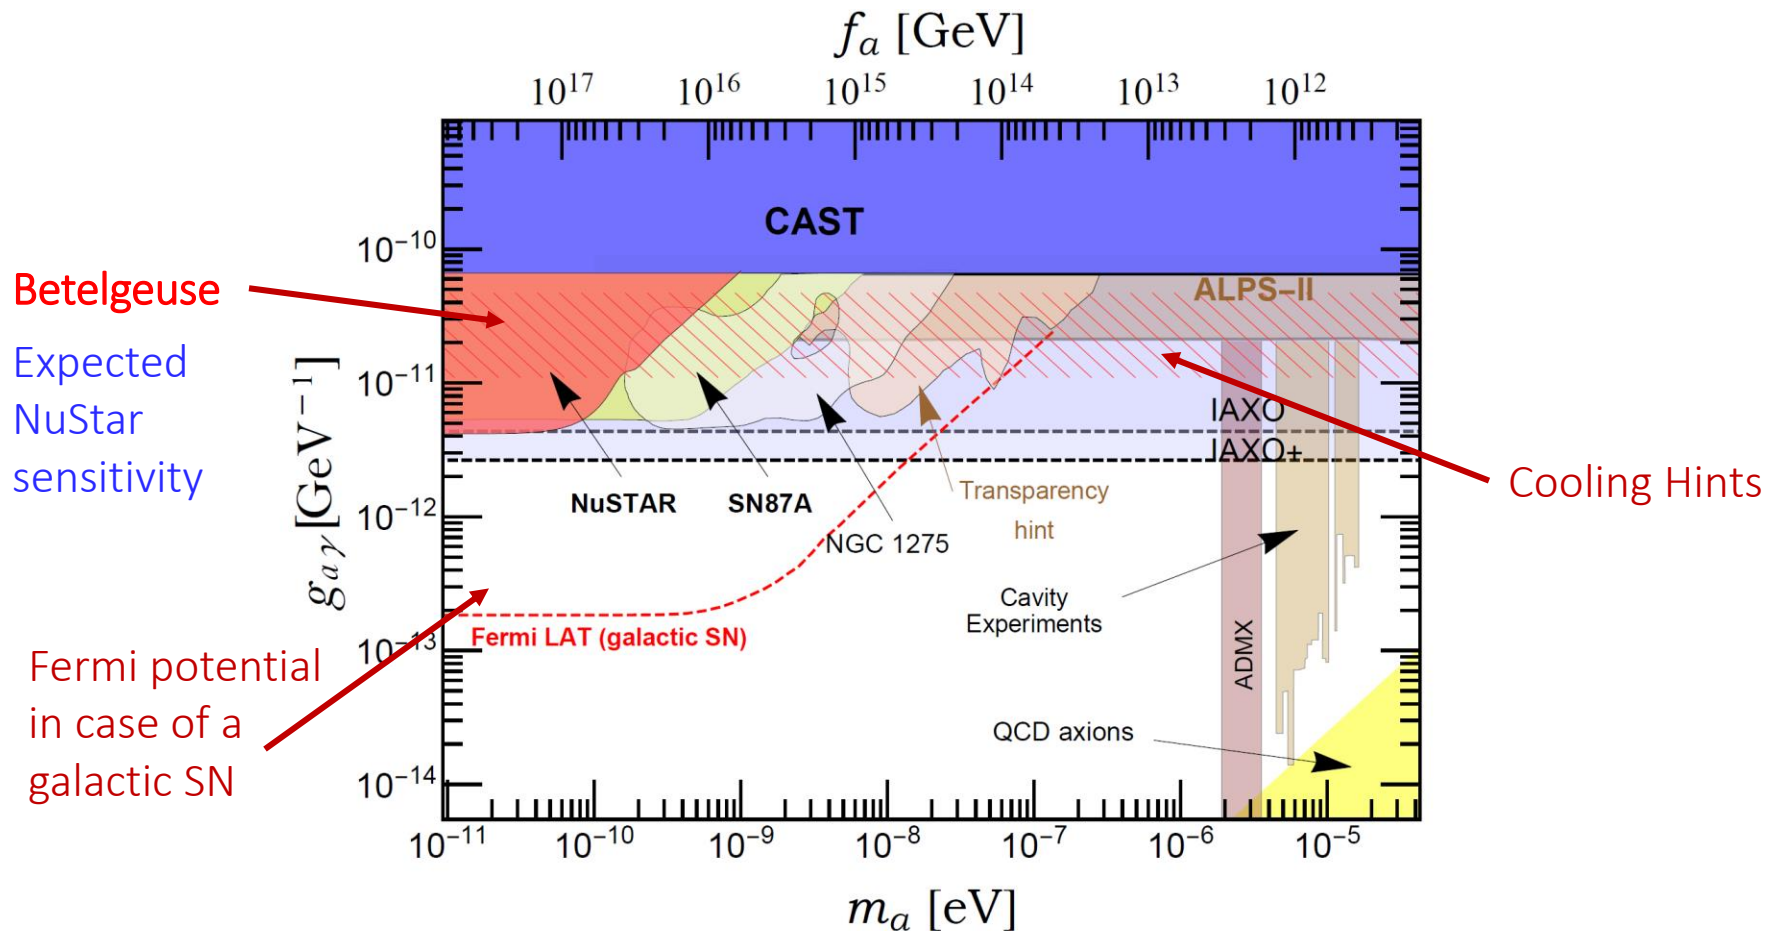 f_a [GeV]
10^17 10^16 10^15 10^14 10^13 10^12
CAST
10^−10
ALPS–II
Betelgeuse
Expected
NuStar
sensitivity
10^−11
g_aγ [GeV^−1]
IAXO
IAXO+
NuSTAR
SN87A
NGC 1275
Transparency
hint
Cooling Hints
10^−12
Cavity
Experiments
Fermi LAT (galactic SN)
10^−13
Fermi potential
in case of a
galactic SN
ADMX
QCD axions
10^−14
10^−11 10^−10 10^−9 10^−8 10^−7 10^−6 10^−5
m_a [eV]